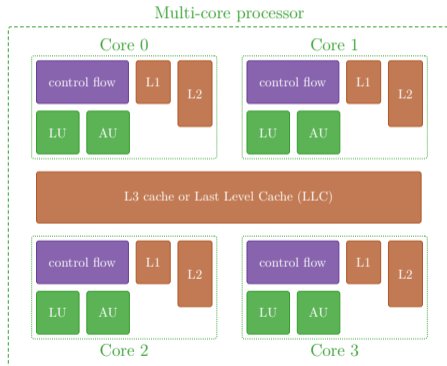 Multi-core processor
Core 0
control flow
L1
L2
LU
AU
Core 1
control flow
L1
L2
LU
AU
L3 cache or Last Level Cache (LLC)
control flow
L1
L2
LU
AU
Core 2
control flow
L1
L2
LU
AU
Core 3